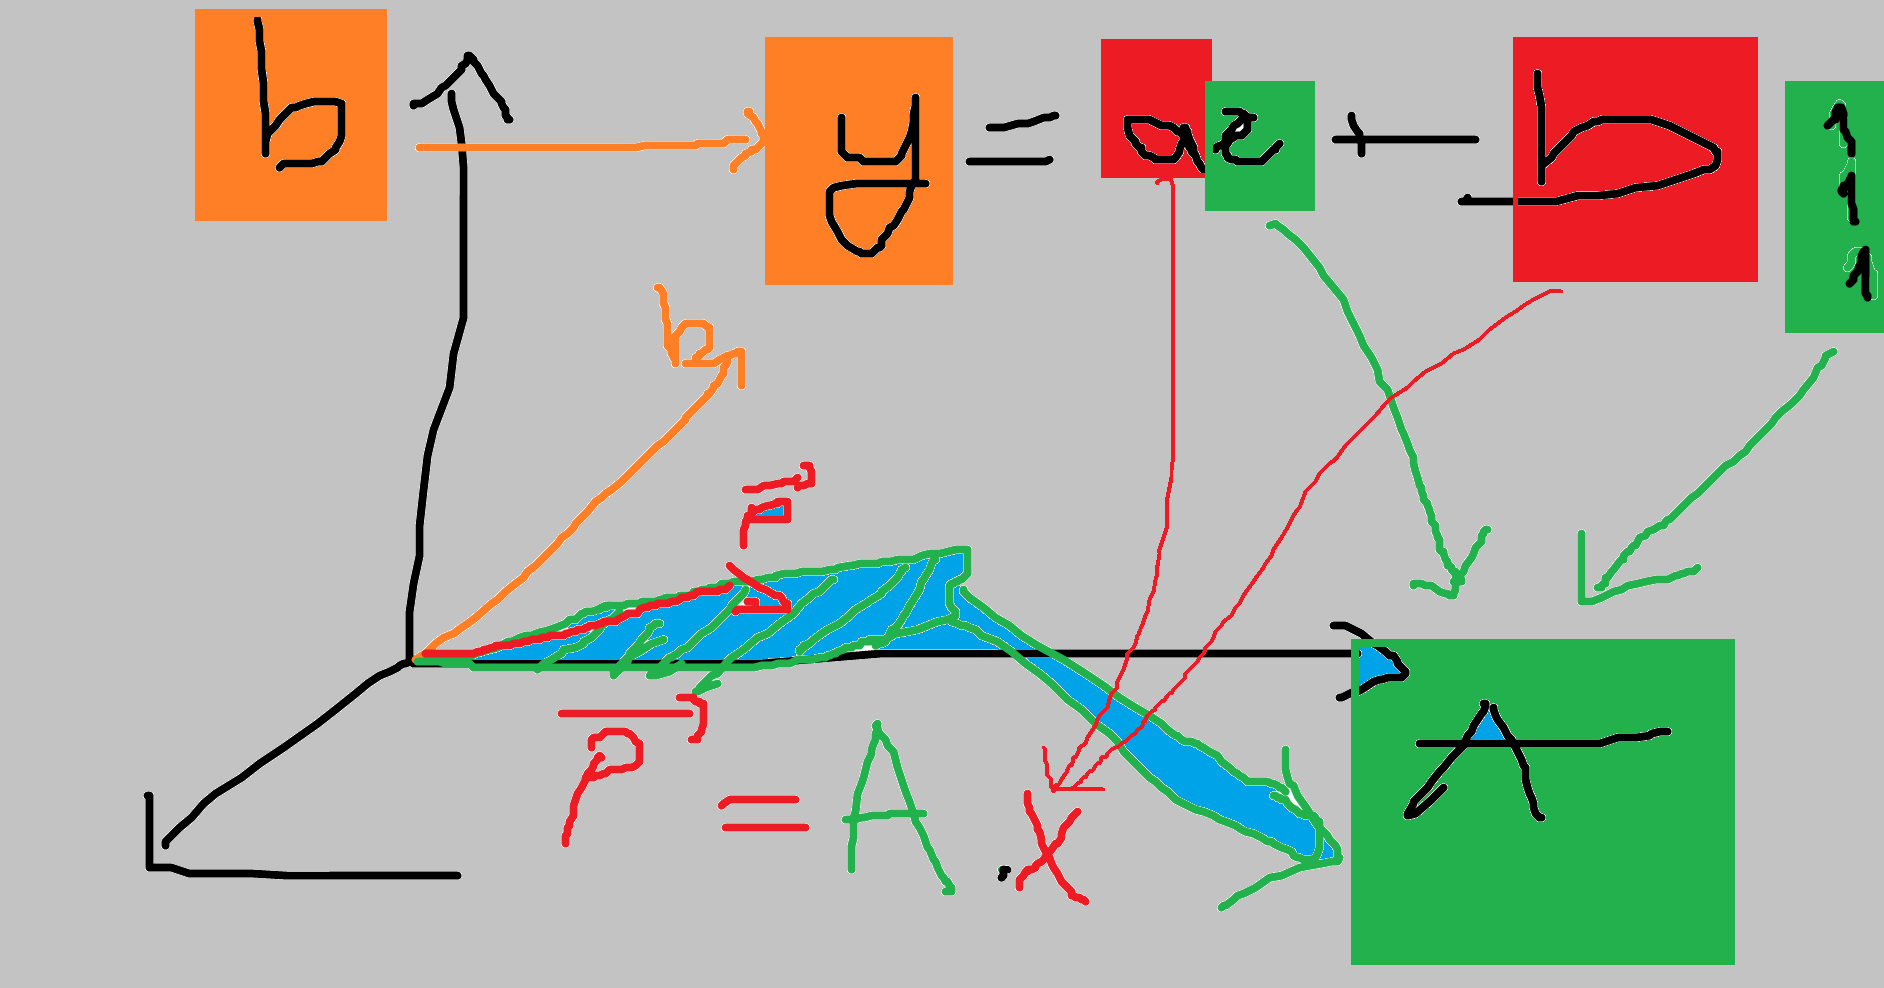 b y = ax + b 1
1
1
b
P
P = A . x
A